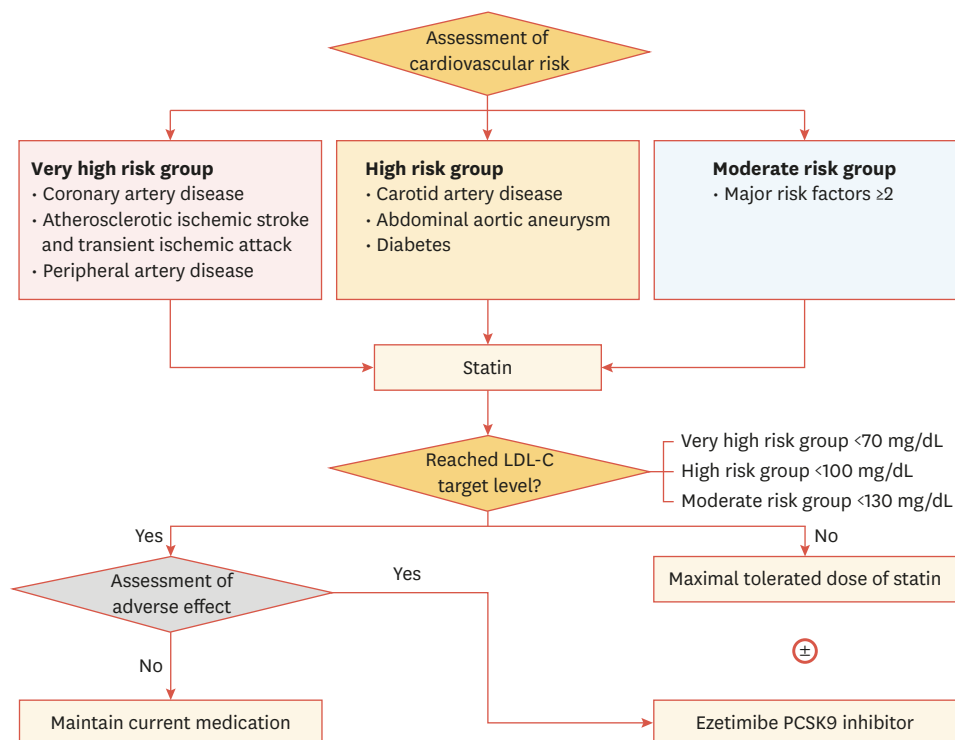 Assessment of
cardiovascular risk
Very high risk group
· Coronary artery disease
· Atherosclerotic ischemic stroke
and transient ischemic attack
· Peripheral artery disease
High risk group
· Carotid artery disease
· Abdominal aortic aneurysm
· Diabetes
Moderate risk group
· Major risk factors ≥2
Statin
Reached LDL-C
target level?
Very high risk group <70 mg/dL
High risk group <100 mg/dL
Moderate risk group <130 mg/dL
Yes
No
Assessment of
adverse effect
Yes
Maximal tolerated dose of statin
±
No
Maintain current medication
Ezetimibe PCSK9 inhibitor